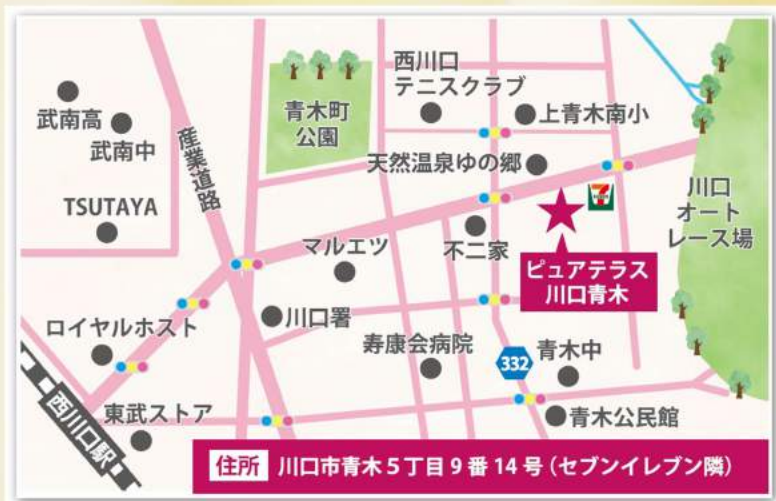 西川口
テニスクラブ
武南高
武南中
産業道路
青木町
公園
上青木南小
天然温泉ゆの郷
TSUTAYA
7
川口
オート
レース場
マルエツ
不二家
ピュアテラス
川口青木
ロイヤルホスト
川口署
寿康会病院
332
青木中
西川口駅
東武ストア
青木公民館
住所 川口市青木5丁目9番14号(セブンイレブン隣)